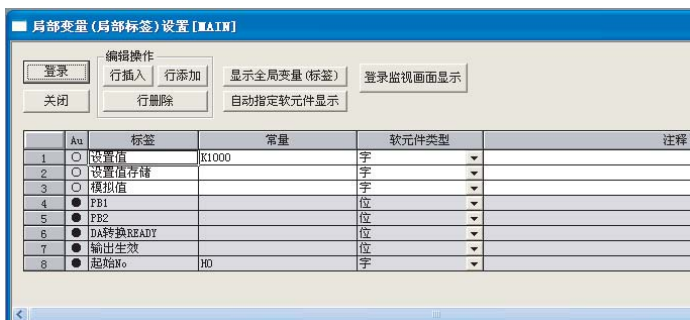 局部变量(局部标签)设置[MAIN]
编辑操作
登录 行插入 行添加 显示全局变量(标签) 登录监视画面显示
关闭 行删除 自动指定软元件显示
Au 标签 常量 软元件类型 注释
1 设置值 K1000 字
2 设置值存储 字
3 模拟值 字
4 PB1 位
5 PB2 位
6 DA转换READY 位
7 输出生效 位
8 起始No H0 字